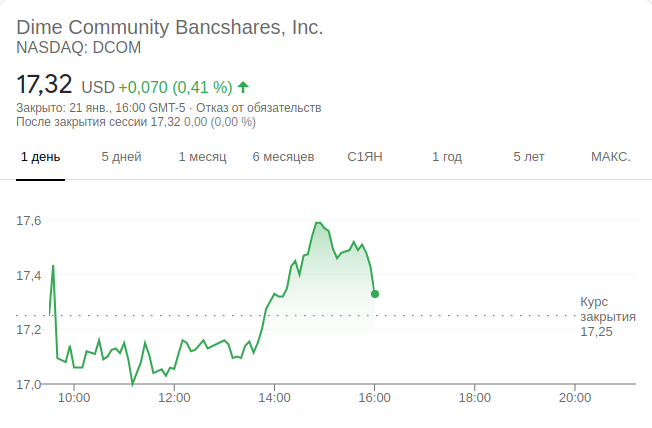 Dime Community Bancshares, Inc.
NASDAQ: DCOM
17,32 USD +0,070 (0,41 %)
Закрыто: 21 янв., 16:00 GMT-5 · Отказ от обязательств
После закрытия сессии 17,32 0,00 (0,00 %)
1 день 5 дней 1 месяц 6 месяцев С1ЯН 1 год 5 лет МАКС.
17,6
17,4
Курс
закрытия
17,25
17,2
17,0
10:00 12:00 14:00 16:00 18:00 20:00